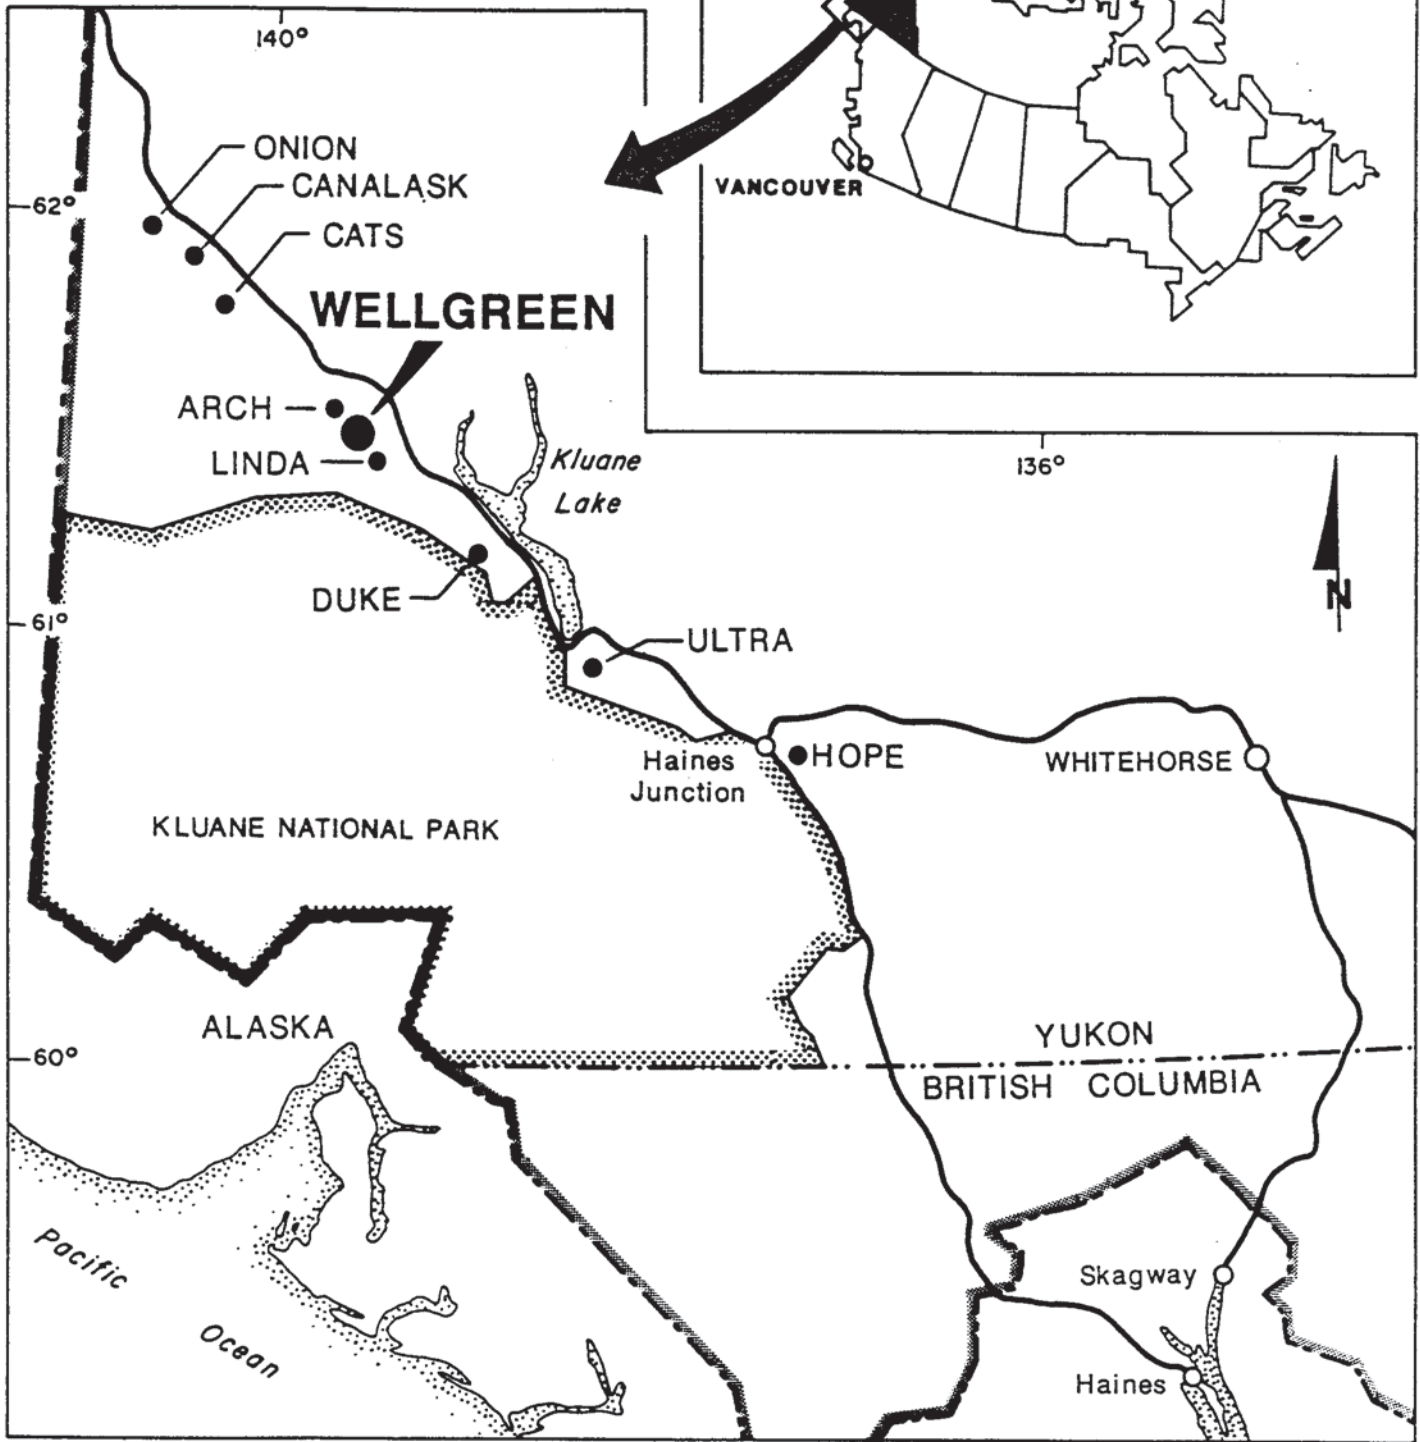 140°
ONION
CANALASK
62°
VANCOUVER
CATS
WELLGREEN
ARCH
LINDA
Kluane
Lake
136°
N
DUKE
61°
ULTRA
Haines
Junction
HOPE
WHITEHORSE
KLUANE NATIONAL PARK
ALASKA
60°
YUKON
BRITISH COLUMBIA
Pacific
Ocean
Skagway
Haines